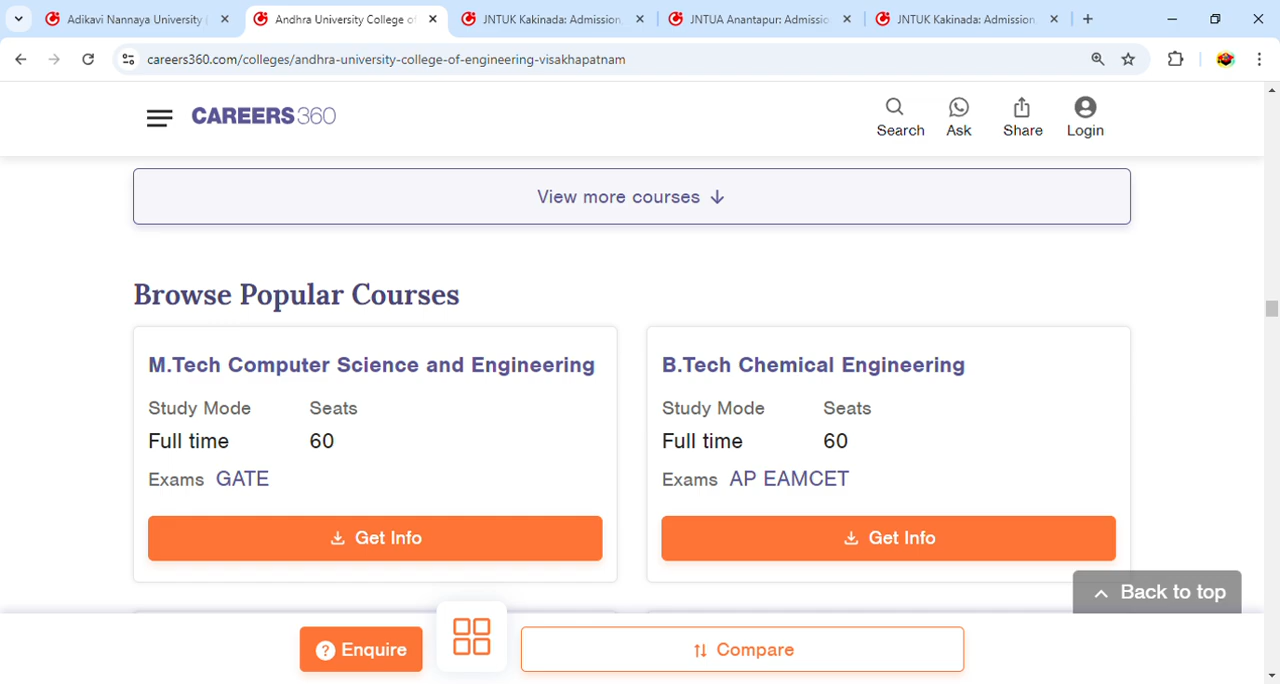 Adikavi Nannaya University
Andhra University College of
JNTUK Kakinada: Admission
JNTUA Anantapur: Admissio
JNTUK Kakinada: Admission
careers360.com/colleges/andhra-university-college-of-engineering-visakhapatnam
CAREERS360
Search
Ask
Share
Login
View more courses ↓
Browse Popular Courses
M.Tech Computer Science and Engineering
Study Mode Seats
Full time 60
Exams GATE
Get Info
B.Tech Chemical Engineering
Study Mode Seats
Full time 60
Exams AP EAMCET
Get Info
Back to top
? Enquire
Compare